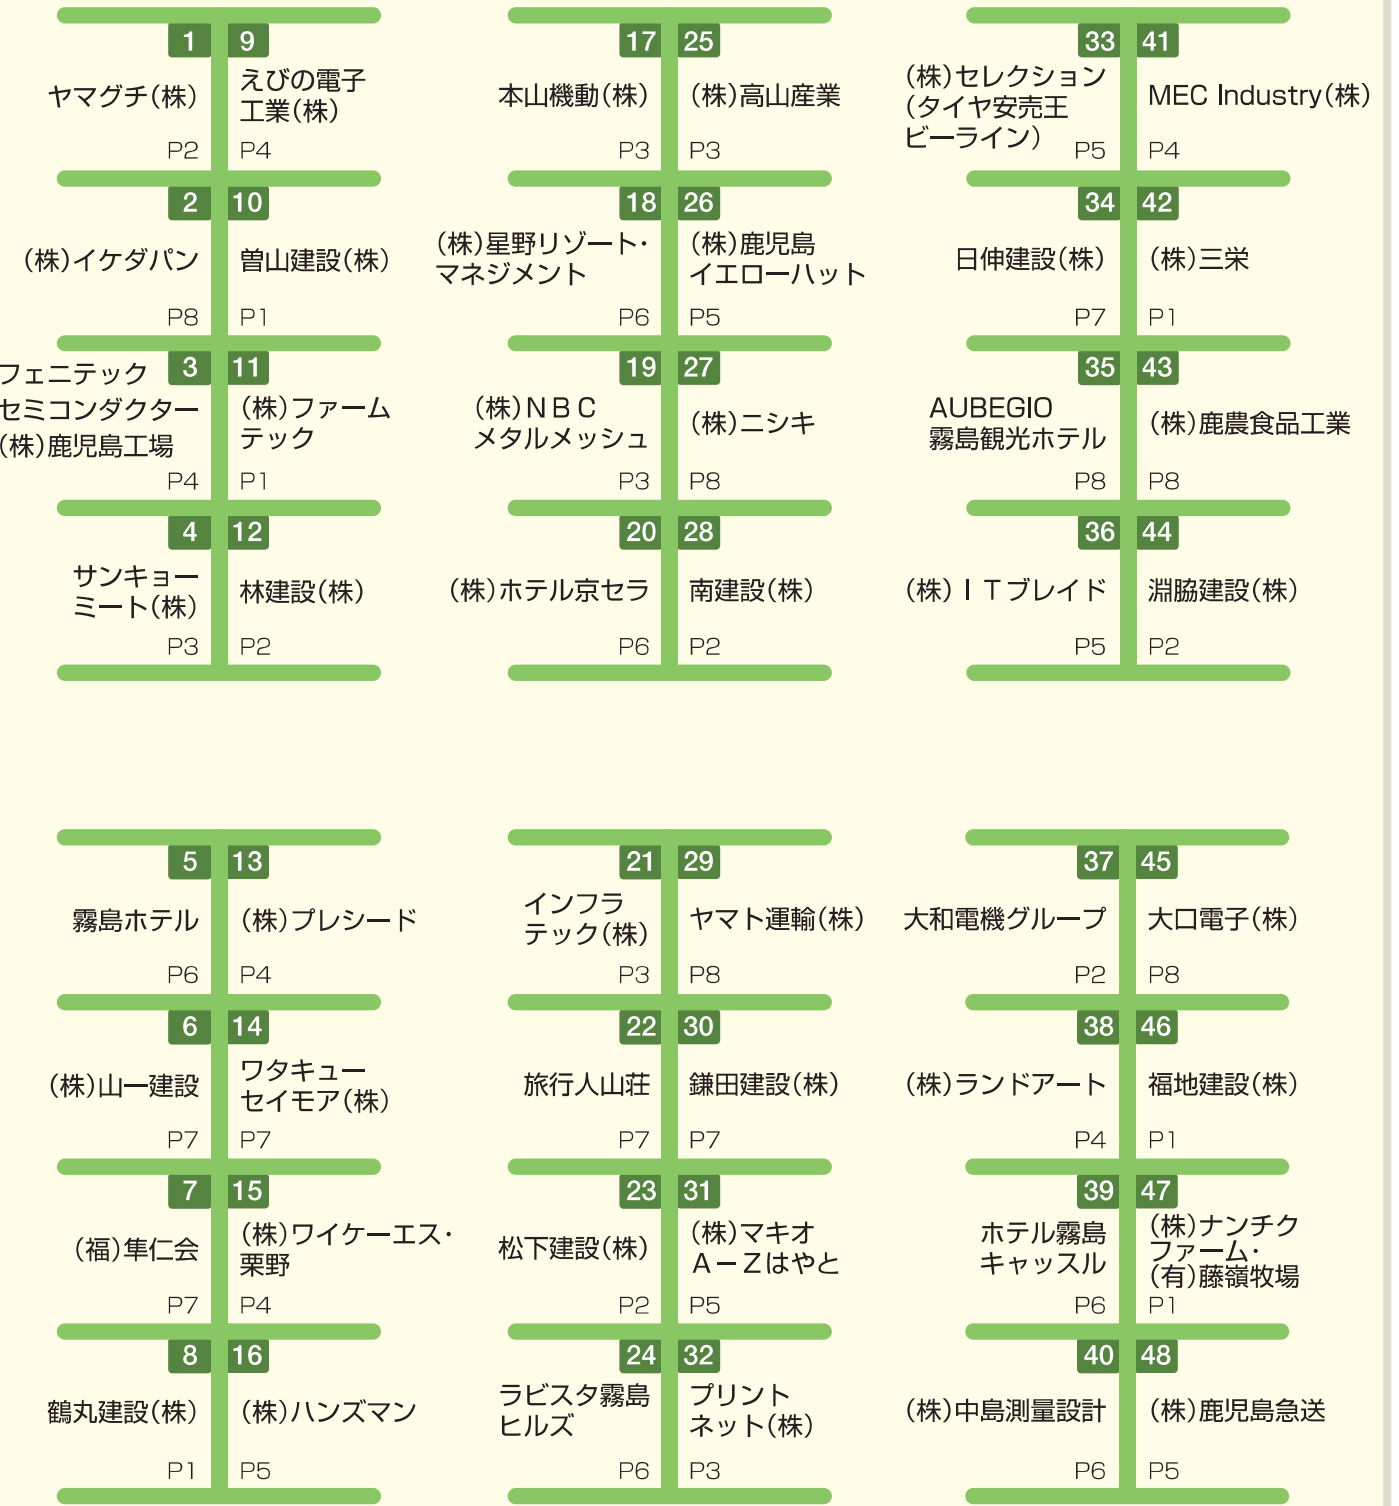 1
ヤマグチ(株)
P2
9
えびの電子
工業(株)
P4
2
(株)イケダパン
P8
10
曽山建設(株)
P1
3
フェニテック
セミコンダクター
(株)鹿児島工場
P4
11
(株)ファーム
テック
P1
4
サンキョー
ミート(株)
P3
12
林建設(株)
P2
17
本山機動(株)
P3
25
(株)高山産業
P3
18
(株)星野リゾート・
マネジメント
P6
26
(株)鹿児島
イエローハット
P5
19
(株)NBC
メタルメッシュ
P3
27
(株)ニシキ
P8
20
(株)ホテル京セラ
P6
28
南建設(株)
P2
33
(株)セレクション
(タイヤ安売王
ビーライン)
P5
41
MEC Industry(株)
P4
34
日伸建設(株)
P7
42
(株)三栄
P1
35
AUBEGIO
霧島観光ホテル
P8
43
(株)鹿農食品工業
P8
36
(株)ITブレイド
P5
44
淵脇建設(株)
P2
5
霧島ホテル
P6
13
(株)プレシード
P4
6
(株)山一建設
P7
14
ワタキュー
セイモア(株)
P7
7
(福)隼仁会
P7
15
(株)ワイケーエス・
栗野
P4
8
鶴丸建設(株)
P1
16
(株)ハンズマン
P5
21
インフラ
テック(株)
P3
29
ヤマト運輸(株)
P8
22
旅行人山荘
P7
30
鎌田建設(株)
P7
23
松下建設(株)
P2
31
(株)マキオ
A－Zはやと
P5
24
ラビスタ霧島
ヒルズ
P6
32
プリント
ネット(株)
P3
37
大和電機グループ
P2
45
大口電子(株)
P8
38
(株)ランドアート
P4
46
福地建設(株)
P1
39
ホテル霧島
キャッスル
P6
47
(株)ナンチク
ファーム・
(有)藤嶺牧場
P1
40
(株)中島測量設計
P6
48
(株)鹿児島急送
P5